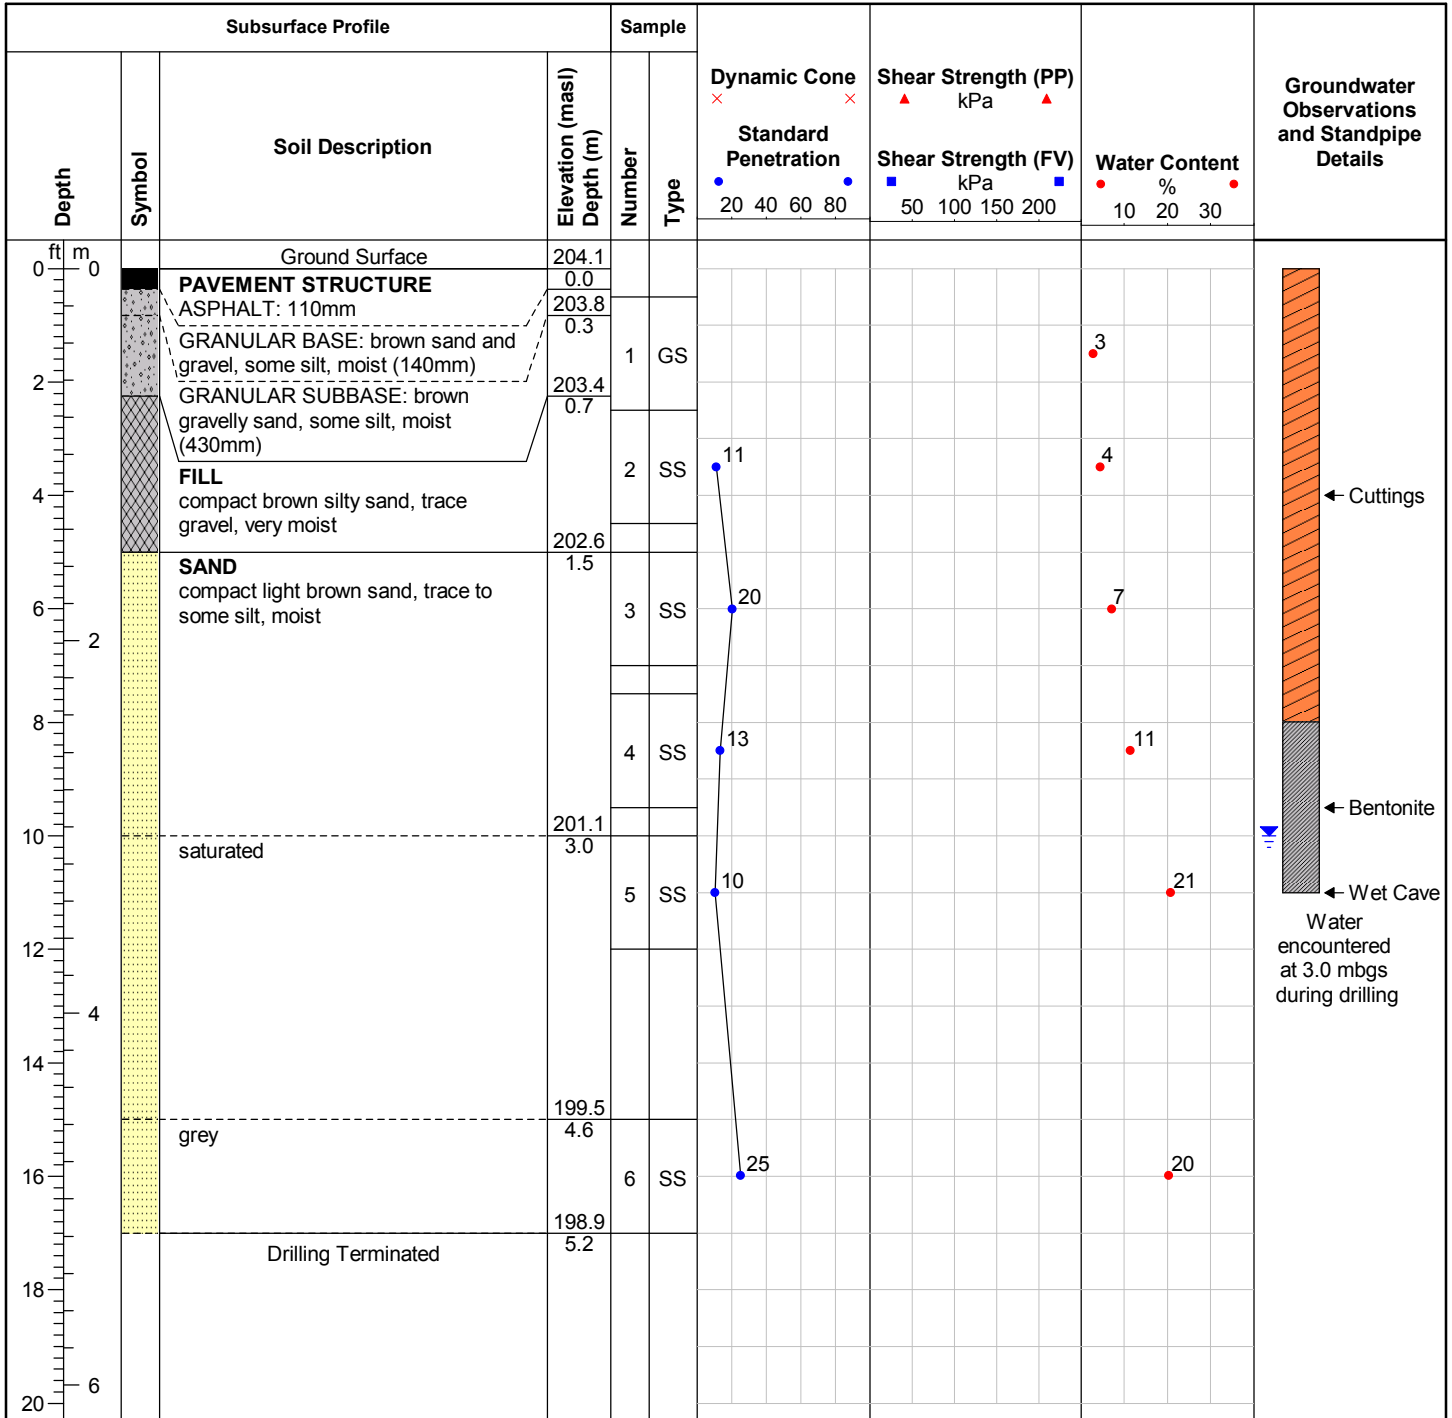 Subsurface Profile
Sample
Depth
Symbol
Soil Description
Elevation (masl)
Depth (m)
Number
Type
Dynamic Cone
Standard
Penetration
20 40 60 80
Shear Strength (PP)
kPa
Shear Strength (FV)
kPa
50 100 150 200
Water Content
%
10 20 30
Groundwater
Observations
and Standpipe
Details
ft m
Ground Surface
204.1
0 0
0.0
PAVEMENT STRUCTURE
ASPHALT: 110mm
203.8
0.3
GRANULAR BASE: brown sand and
gravel, some silt, moist (140mm)
1 GS
3
2
203.4
0.7
GRANULAR SUBBASE: brown
gravelly sand, some silt, moist
(430mm)
FILL
compact brown silty sand, trace
gravel, very moist
2 SS
11
4
4
Cuttings
202.6
1.5
SAND
compact light brown sand, trace to
some silt, moist
6
3 SS
20
7
2
8
4 SS
13
11
Bentonite
201.1
10
3.0
saturated
5 SS
10
21
Wet Cave
Water
encountered
at 3.0 mbgs
during drilling
12
4
14
199.5
4.6
grey
16
6 SS
25
20
198.9
5.2
Drilling Terminated
18
6
20